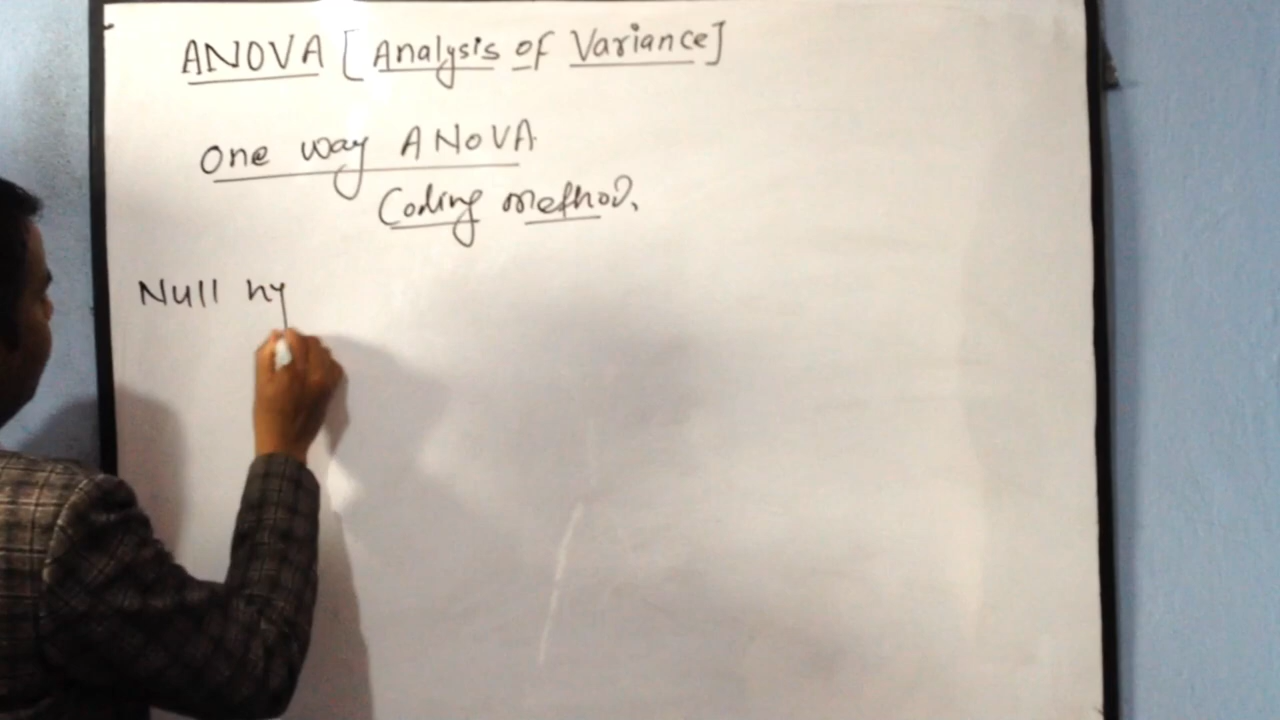 ANOVA [Analysis of Variance]
One way ANOVA
Coding method.
Null hy